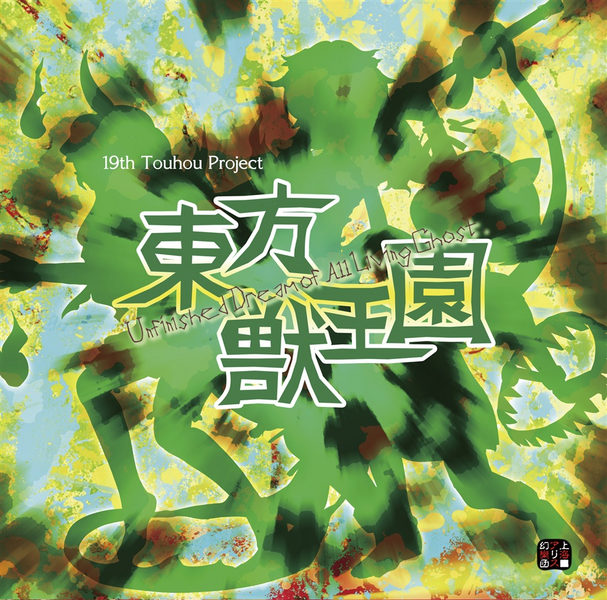 19th Touhou Project
東方
獣王園
Unfinished Dream of All Living Ghost.
上海
アリス
幻樂団